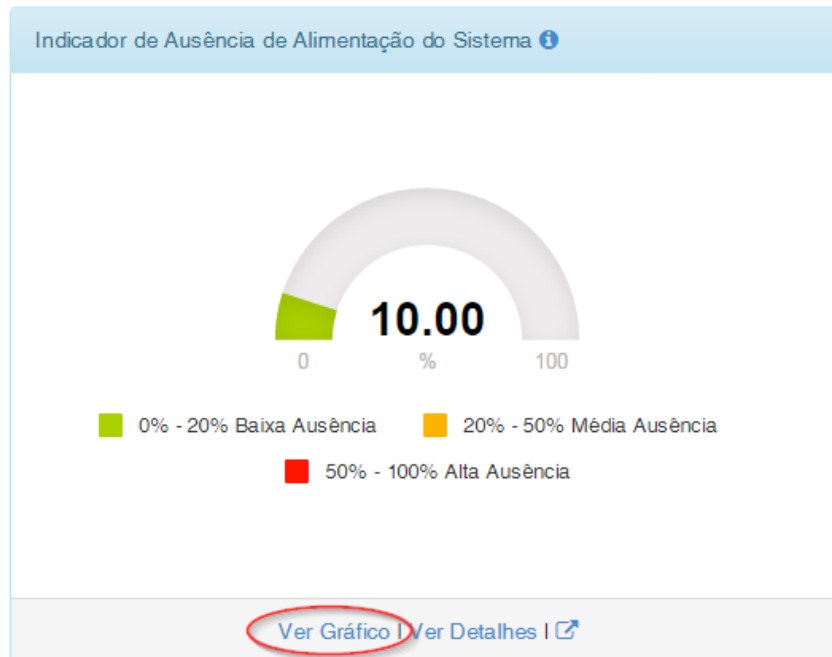 Indicador de Ausência de Alimentação do Sistema
10.00
0 % 100
0% - 20% Baixa Ausência 20% - 50% Média Ausência
50% - 100% Alta Ausência
Ver Gráfico | Ver Detalhes |